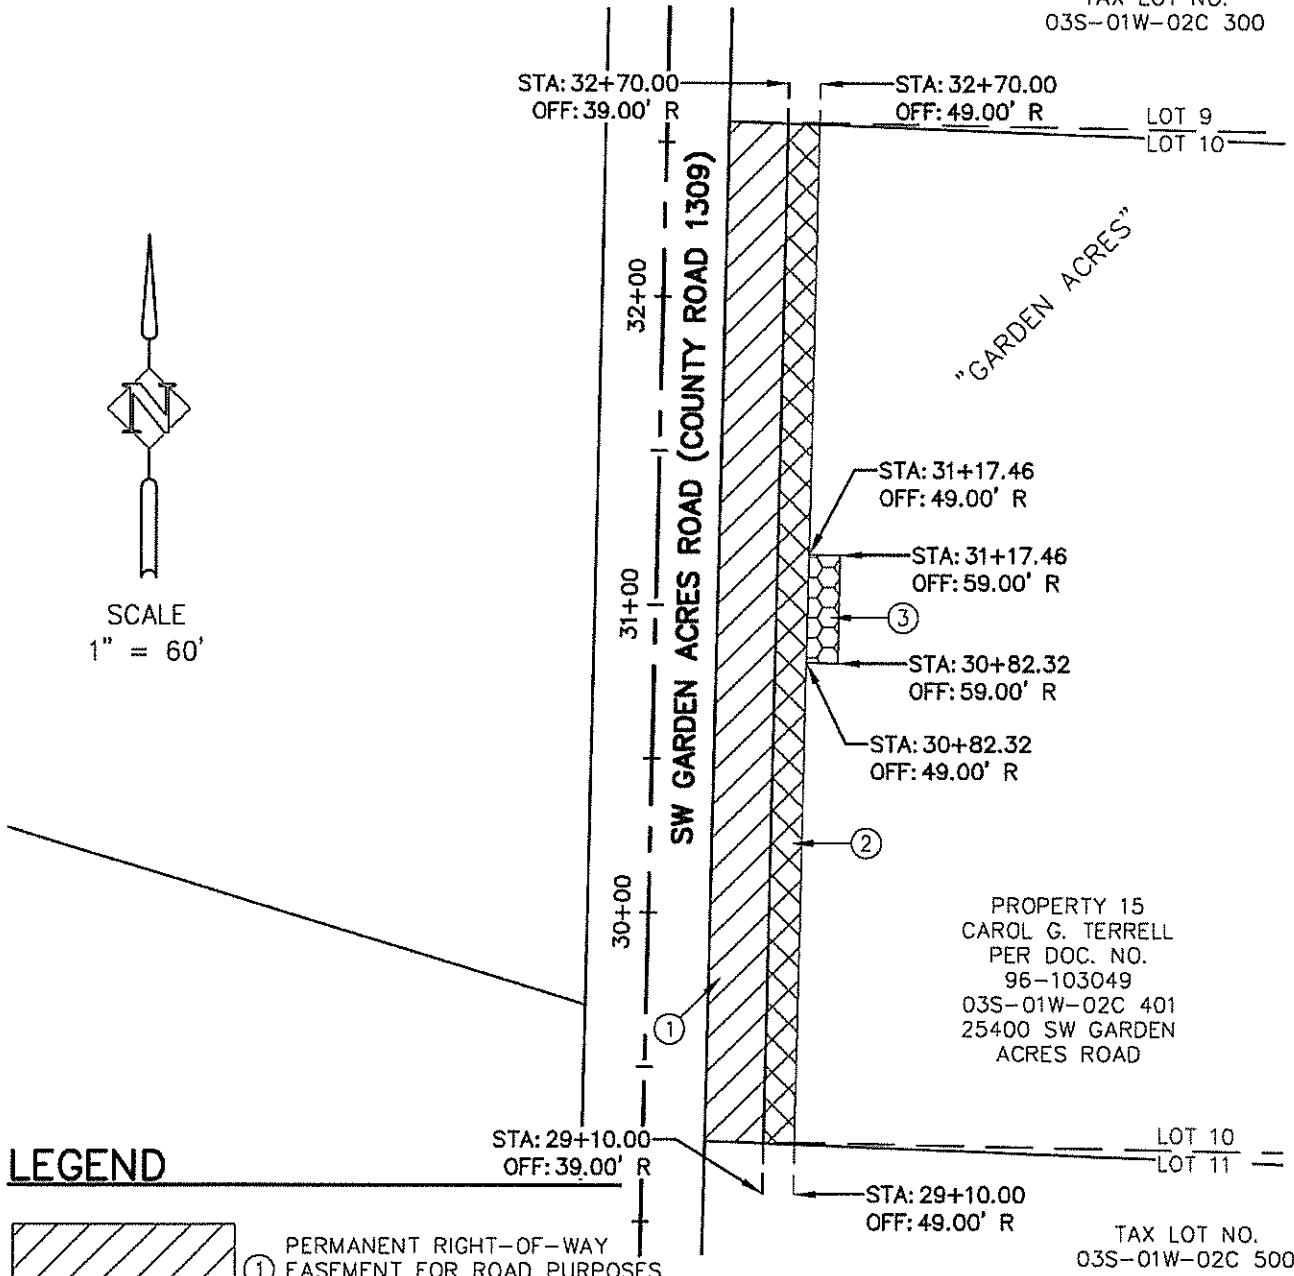 TAX LOT NO.
03S-01W-02C 300
STA: 32+70.00
OFF: 39.00' R
STA: 32+70.00
OFF: 49.00' R
LOT 9
LOT 10
SW GARDEN ACRES ROAD (COUNTY ROAD 1309)
"GARDEN ACRES"
32+00
N
SCALE
1" = 60'
STA: 31+17.46
OFF: 49.00' R
STA: 31+17.46
OFF: 59.00' R
31+00
3
STA: 30+82.32
OFF: 59.00' R
STA: 30+82.32
OFF: 49.00' R
2
30+00
PROPERTY 15
CAROL G. TERRELL
PER DOC. NO.
96-103049
03S-01W-02C 401
25400 SW GARDEN
ACRES ROAD
1
STA: 29+10.00
OFF: 39.00' R
LOT 10
LOT 11
LEGEND
STA: 29+10.00
OFF: 49.00' R
TAX LOT NO.
03S-01W-02C 500
1 PERMANENT RIGHT-OF-WAY
EASEMENT FOR ROAD PURPOSES